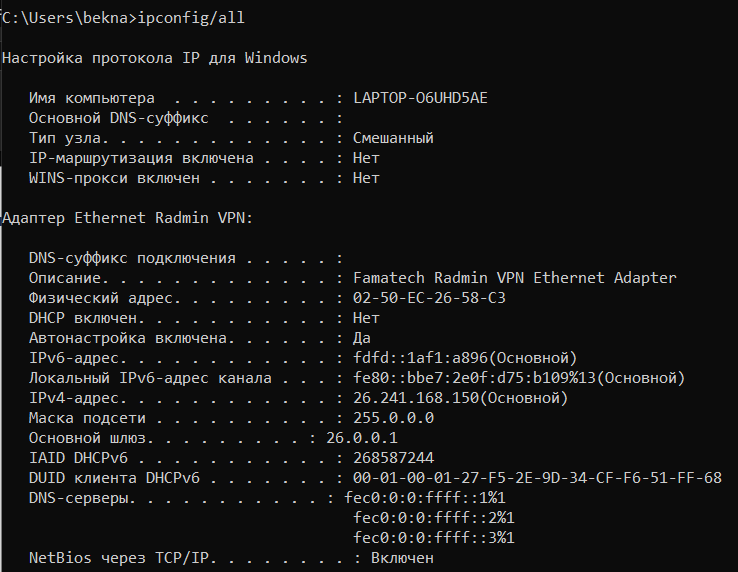 C:\Users\bekna>ipconfig/all
Настройка протокола IP для Windows
Имя компьютера . . . . . . . . . : LAPTOP-O6UHD5AE
Основной DNS-суффикс . . . . . . :
Тип узла. . . . . . . . . . . . . : Смешанный
IP-маршрутизация включена . . . . : Нет
WINS-прокси включен . . . . . . . : Нет
Адаптер Ethernet Radmin VPN:
DNS-суффикс подключения . . . . . :
Описание. . . . . . . . . . . . . : Famatech Radmin VPN Ethernet Adapter
Физический адрес. . . . . . . . . : 02-50-EC-26-58-C3
DHCP включен. . . . . . . . . . . : Нет
Автонастройка включена. . . . . . : Да
IPv6-адрес. . . . . . . . . . . . : fdfd::1af1:a896(Основной)
Локальный IPv6-адрес канала . . . : fe80::bbe7:2e0f:d75:b109%13(Основной)
IPv4-адрес. . . . . . . . . . . . : 26.241.168.150(Основной)
Маска подсети . . . . . . . . . . : 255.0.0.0
Основной шлюз. . . . . . . . . : 26.0.0.1
IAID DHCPv6 . . . . . . . . . . . : 268587244
DUID клиента DHCPv6 . . . . . . . : 00-01-00-01-27-F5-2E-9D-34-CF-F6-51-FF-68
DNS-серверы. . . . . . . . . . . : fec0:0:0:ffff::1%1
fec0:0:0:ffff::2%1
fec0:0:0:ffff::3%1
NetBios через TCP/IP. . . . . . . . : Включен